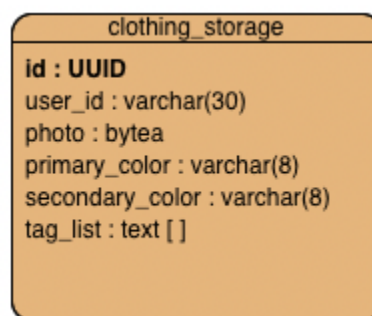 clothing_storage
id : UUID
user_id : varchar(30)
photo : bytea
primary_color : varchar(8)
secondary_color : varchar(8)
tag_list : text [ ]